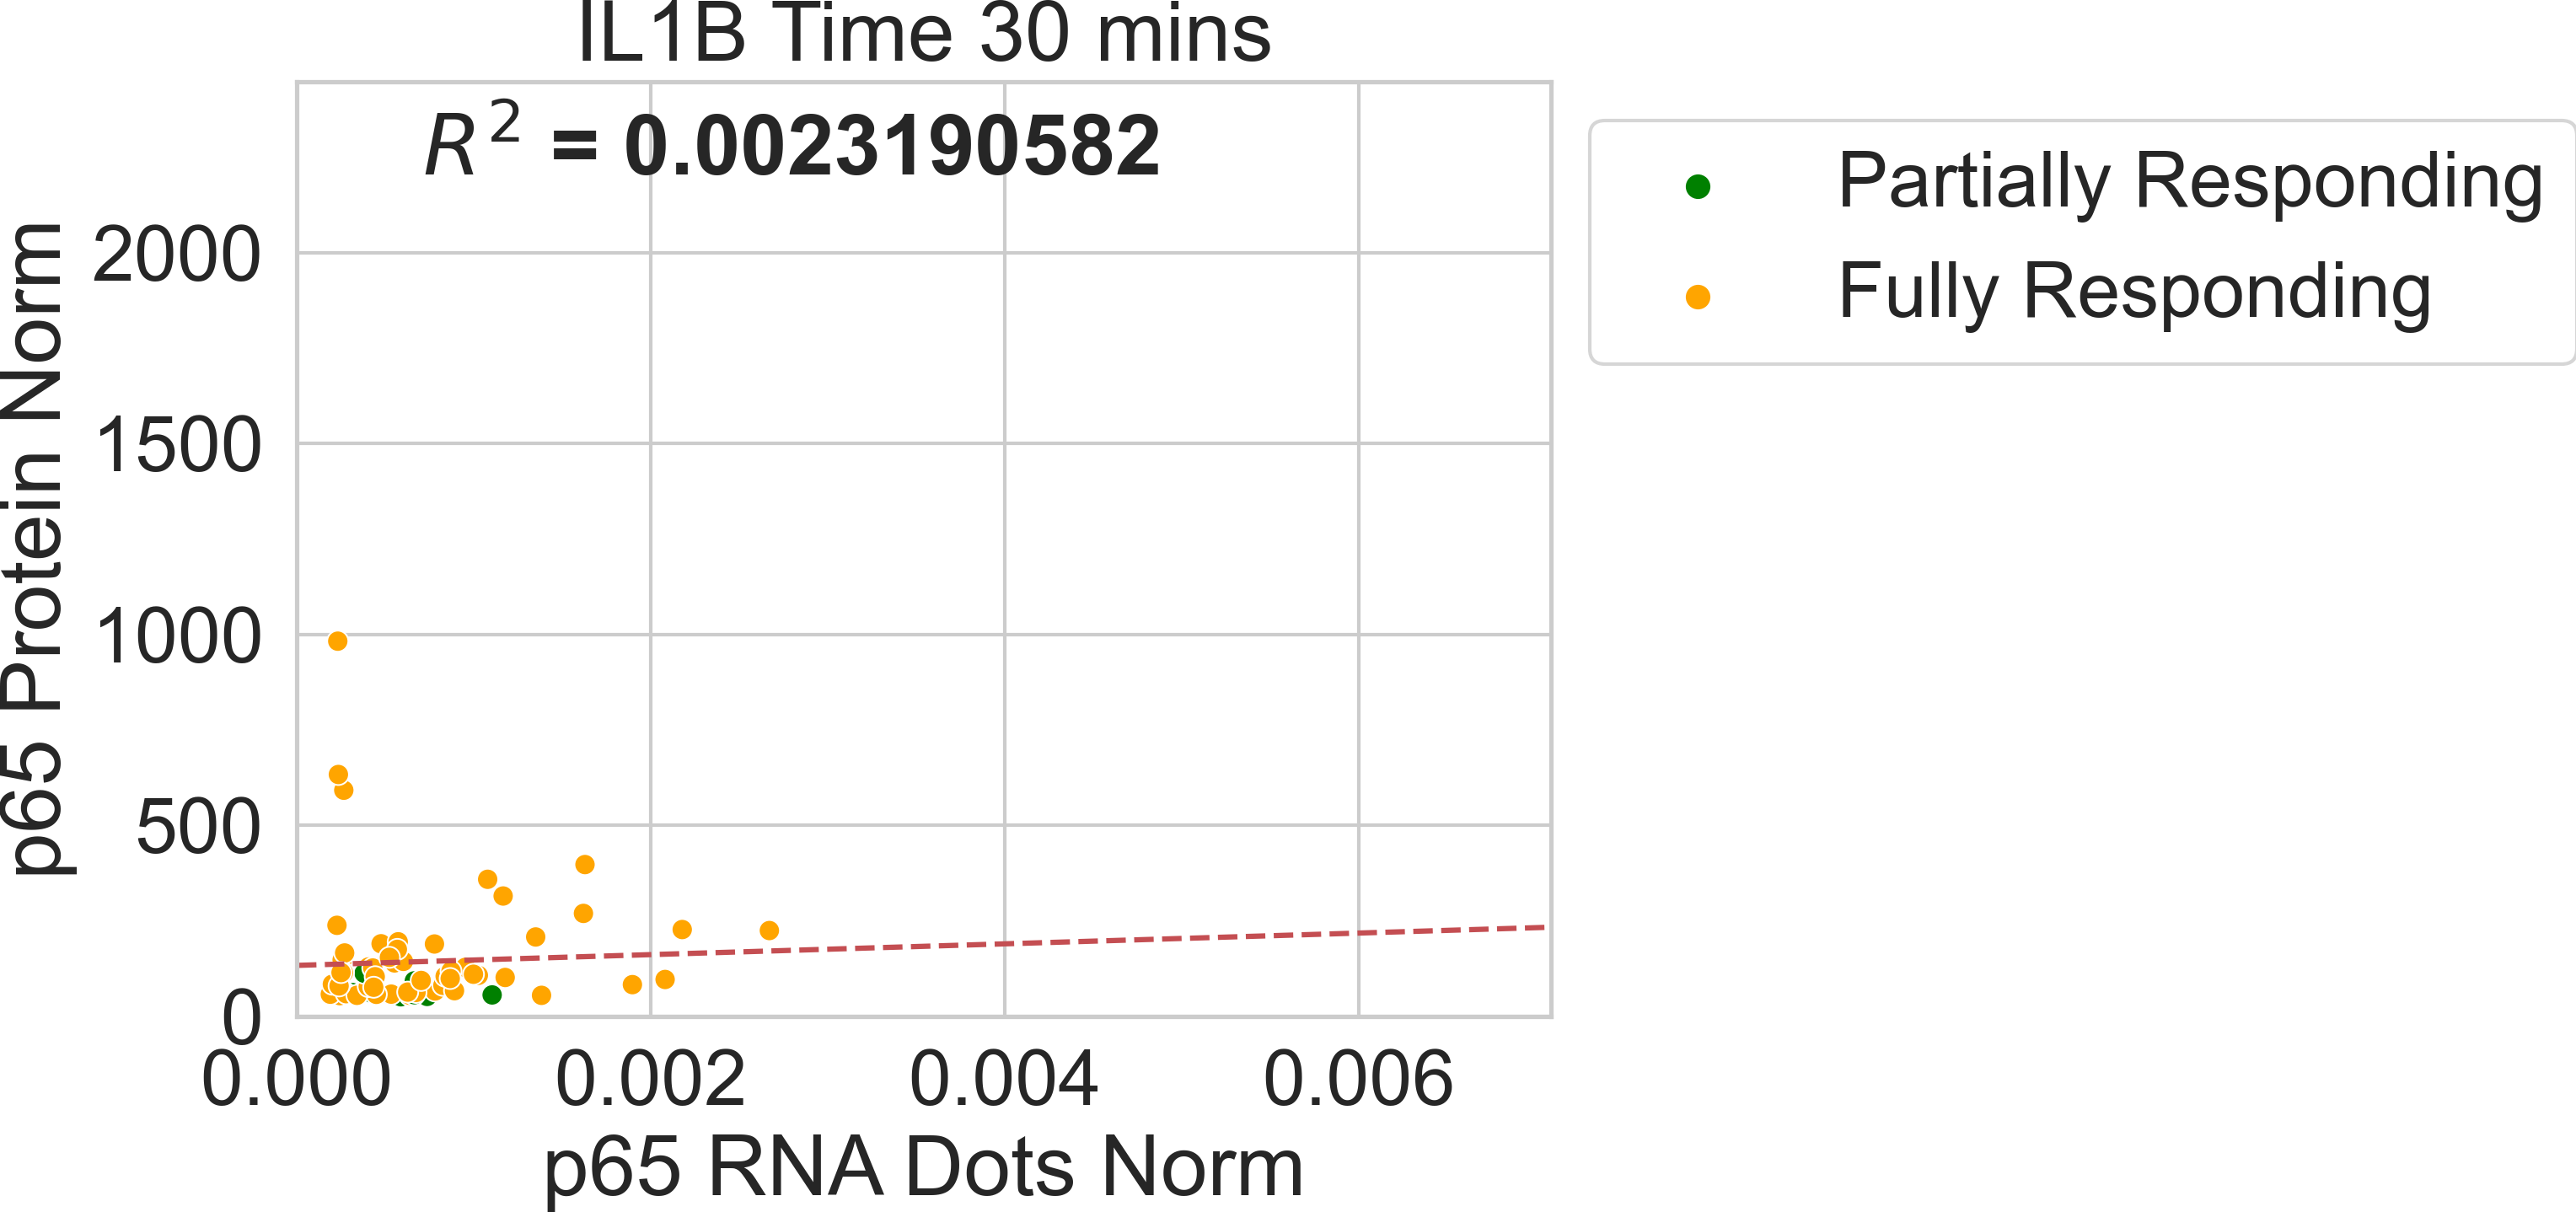 IL1B Time 30 mins
R² = 0.0023190582
Partially Responding
Fully Responding
p65 Protein Norm
2000
1500
1000
500
0
0.000 0.002 0.004 0.006
p65 RNA Dots Norm